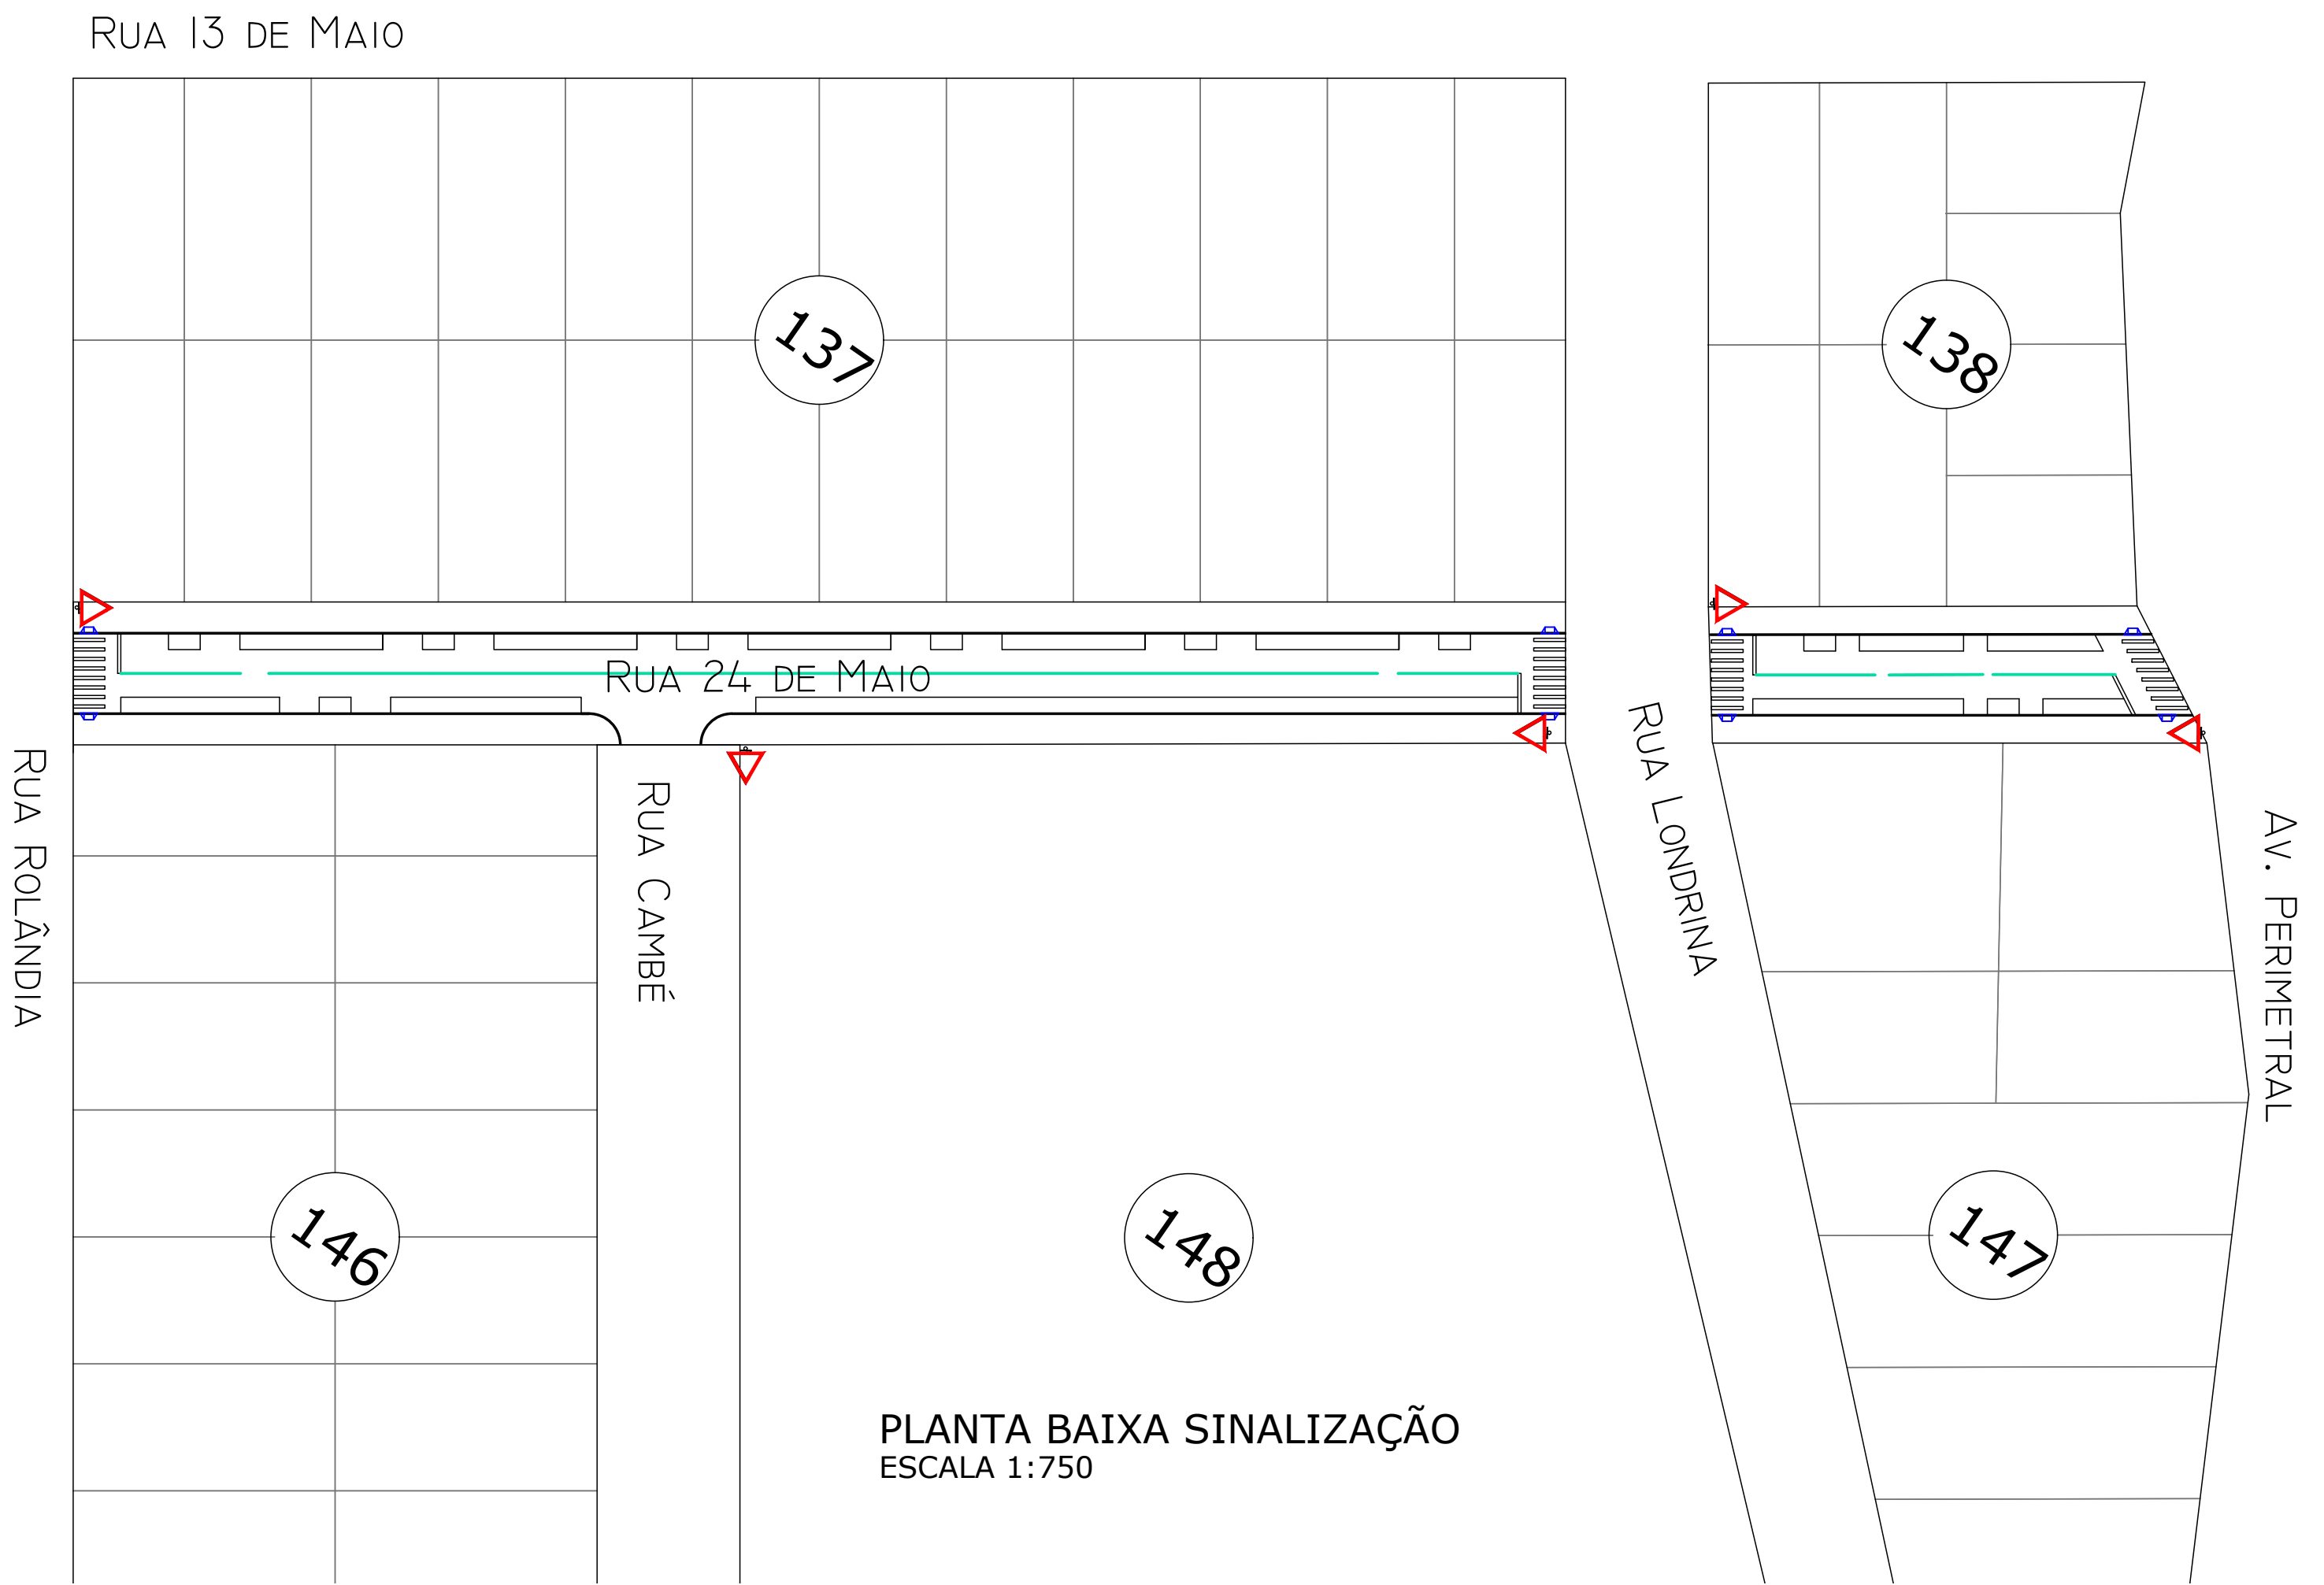 Rua 13 de Maio
137
138
Rua 24 de Maio
Rua Rolândia
Rua Cambé
Rua Londrina
Av. Perimetral
146
148
147
PLANTA BAIXA SINALIZAÇÃO
ESCALA 1:750